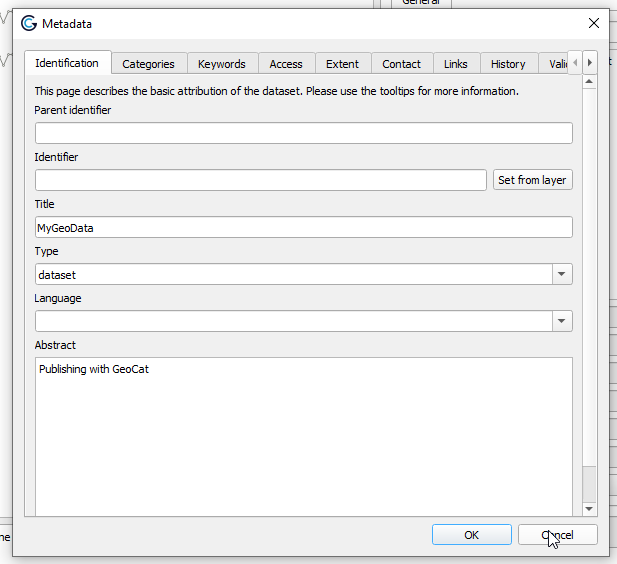 General
Metadata
Identification Categories Keywords Access Extent Contact Links History
This page describes the basic attribution of the dataset. Please use the tooltips for more information.
Parent identifier
Identifier
Set from layer
Title
MyGeoData
Type
dataset
Language
Abstract
Publishing with GeoCat
OK Cancel